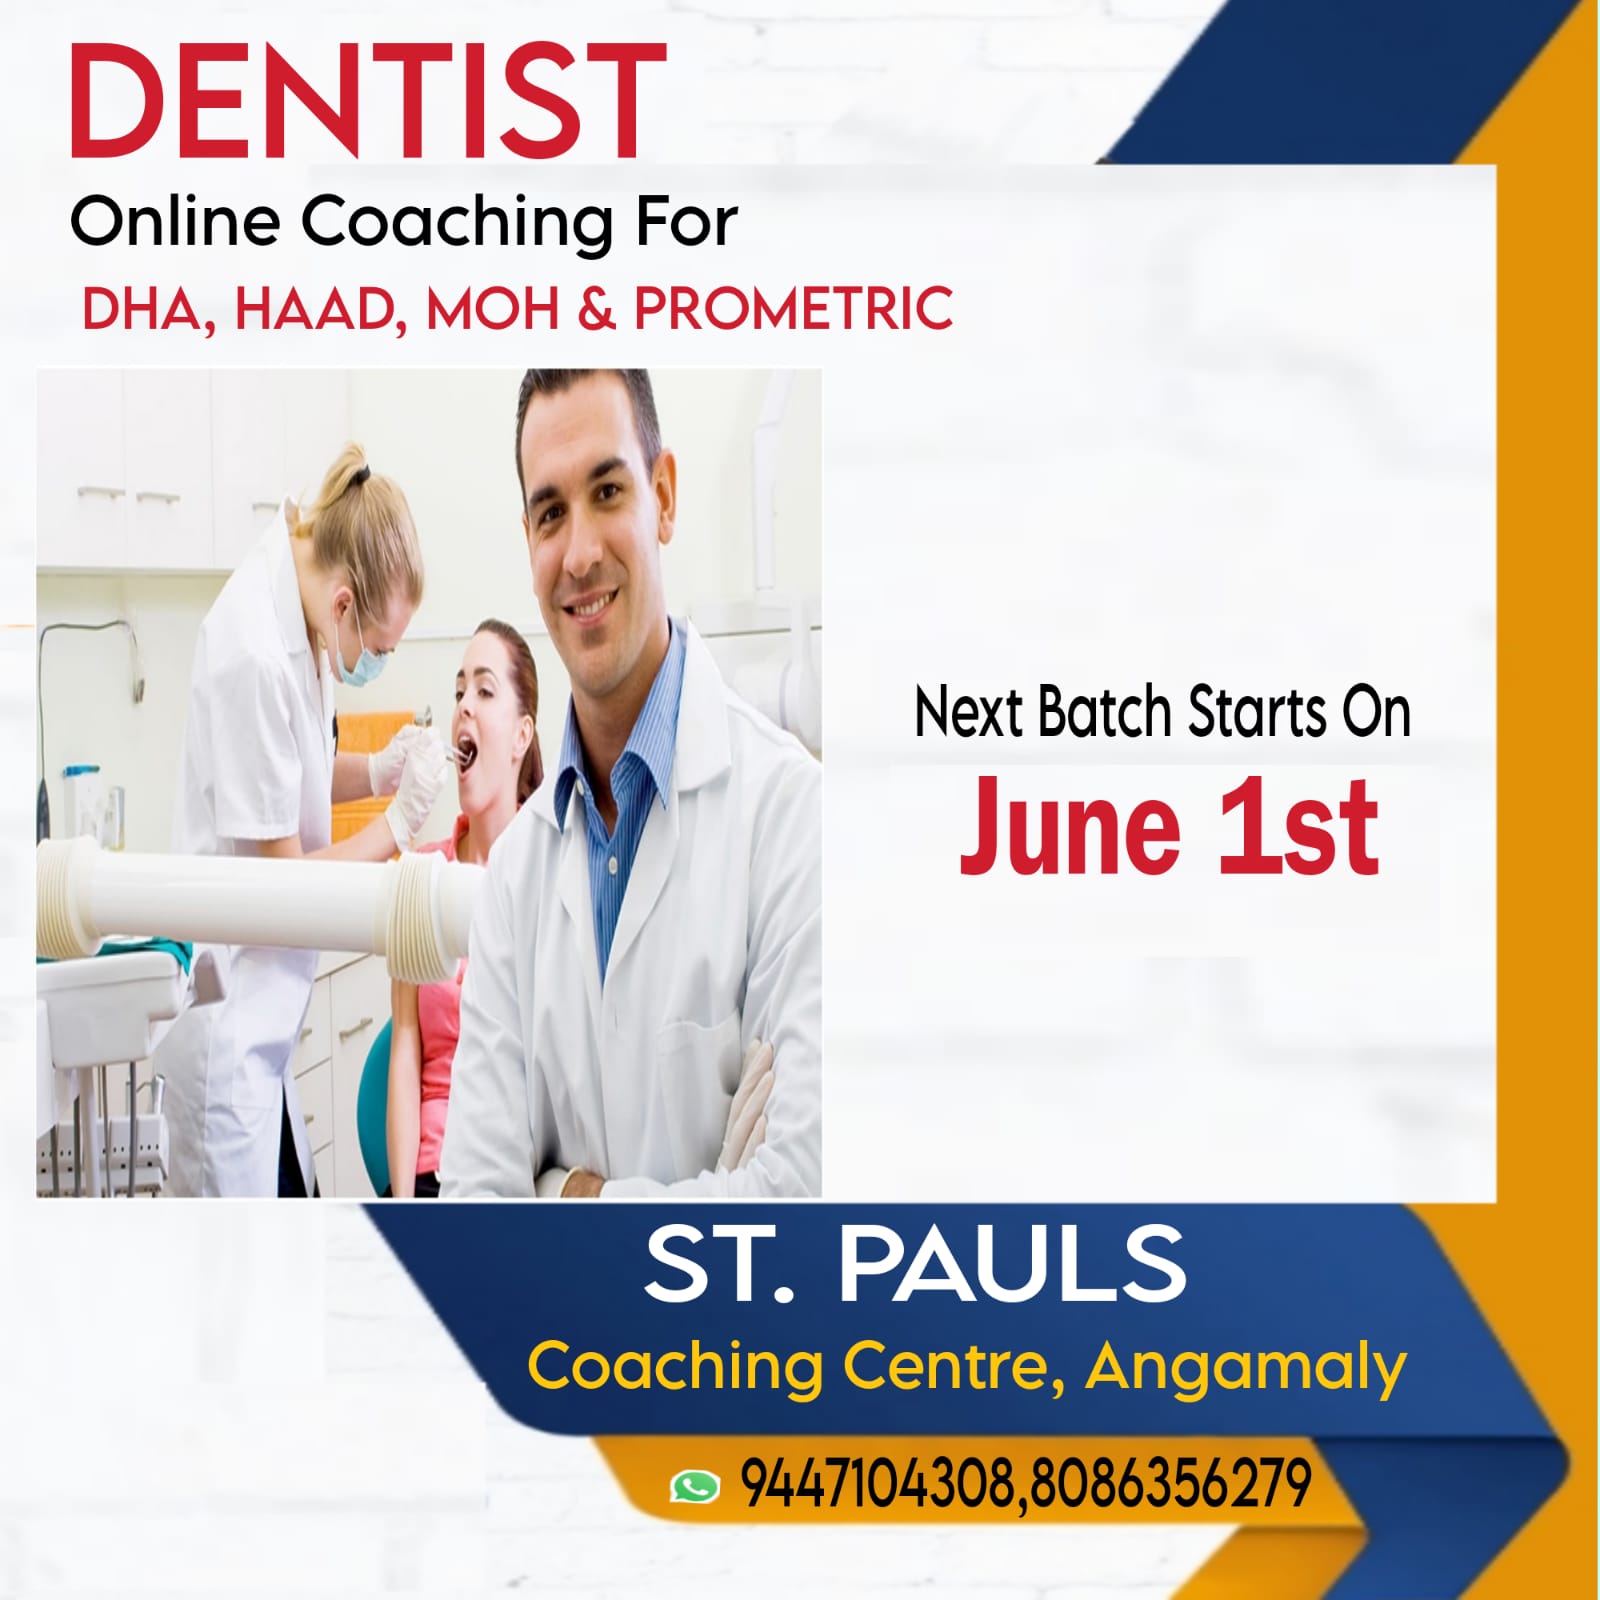 DENTIST
Online Coaching For
DHA, HAAD, MOH & PROMETRIC
Next Batch Starts On
June 1st
ST. PAULS
Coaching Centre, Angamaly
9447104308,8086356279